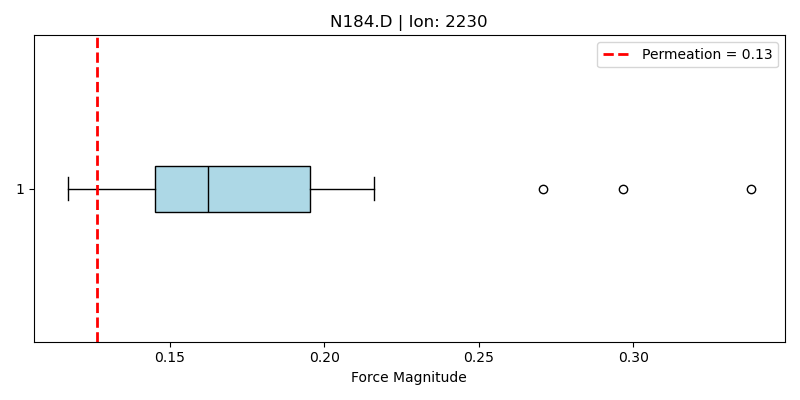 N184.D | Ion: 2230
Permeation = 0.13
1
0.15 0.20 0.25 0.30
Force Magnitude